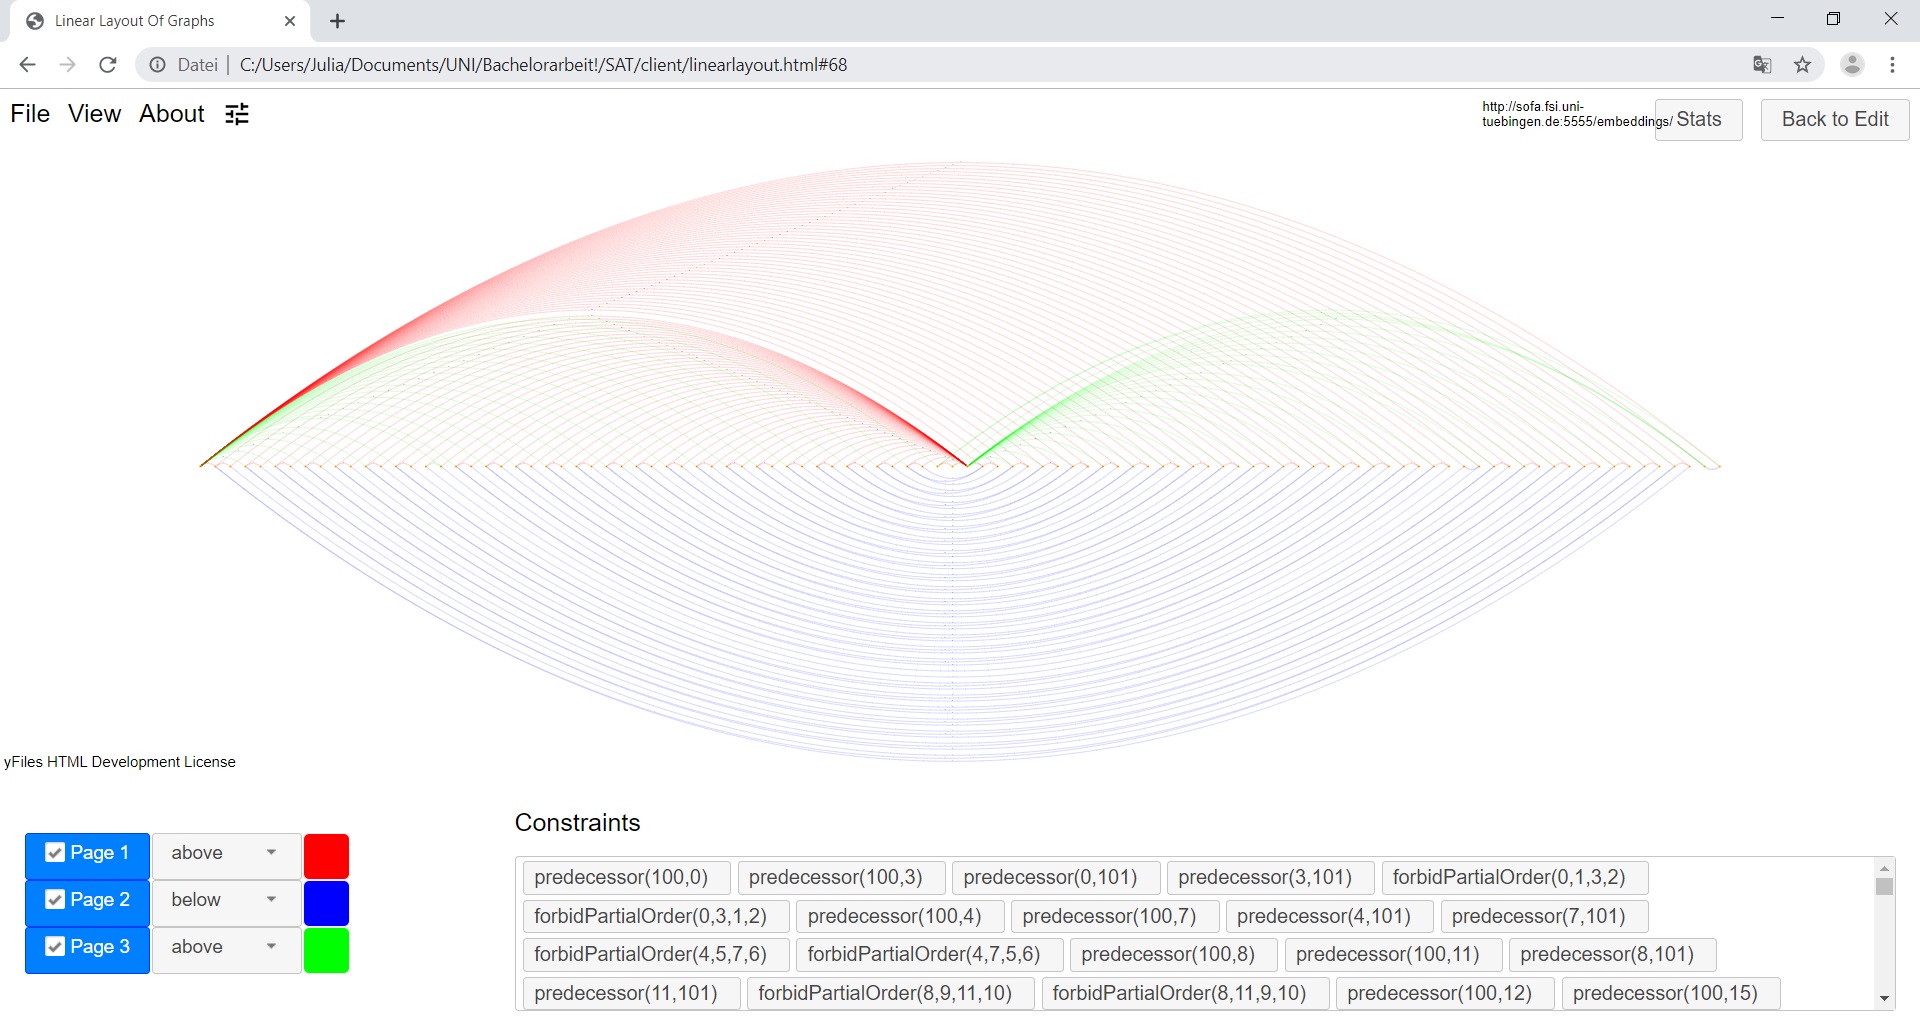 Linear Layout Of Graphs
Datei | C:/Users/Julia/Documents/UNI/Bachelorarbeit!/SAT/client/linearlayout.html#68
File View About
http://sofa.fsi.uni-
tuebingen.de:5555/embeddings/
Stats
Back to Edit
yFiles HTML Development License
Page 1 above
Page 2 below
Page 3 above
Constraints
predecessor(100,0) predecessor(100,3) predecessor(0,101) predecessor(3,101) forbidPartialOrder(0,1,3,2)
forbidPartialOrder(0,3,1,2) predecessor(100,4) predecessor(100,7) predecessor(4,101) predecessor(7,101)
forbidPartialOrder(4,5,7,6) forbidPartialOrder(4,7,5,6) predecessor(100,8) predecessor(100,11) predecessor(8,101)
predecessor(11,101) forbidPartialOrder(8,9,11,10) forbidPartialOrder(8,11,9,10) predecessor(100,12) predecessor(100,15)